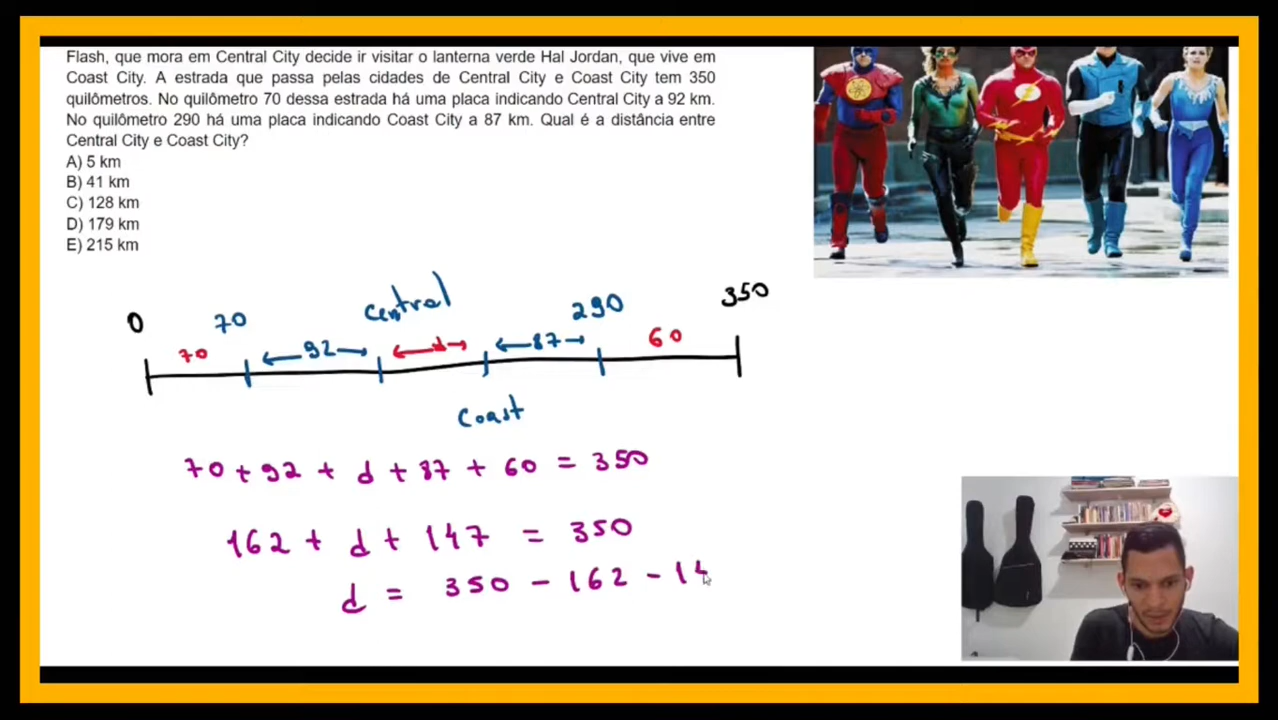 Flash, que mora em Central City decide ir visitar o lanterna verde Hal Jordan, que vive em
Coast City. A estrada que passa pelas cidades de Central City e Coast City tem 350
quilômetros. No quilômetro 70 dessa estrada há uma placa indicando Central City a 92 km.
No quilômetro 290 há uma placa indicando Coast City a 87 km. Qual é a distância entre
Central City e Coast City?
A) 5 km
B) 41 km
C) 128 km
D) 179 km
E) 215 km
0 70 Central 290 350
70 92 d 87 60
Coast
70 + 92 + d + 87 + 60 = 350
162 + d + 147 = 350
d = 350 - 162 - 14